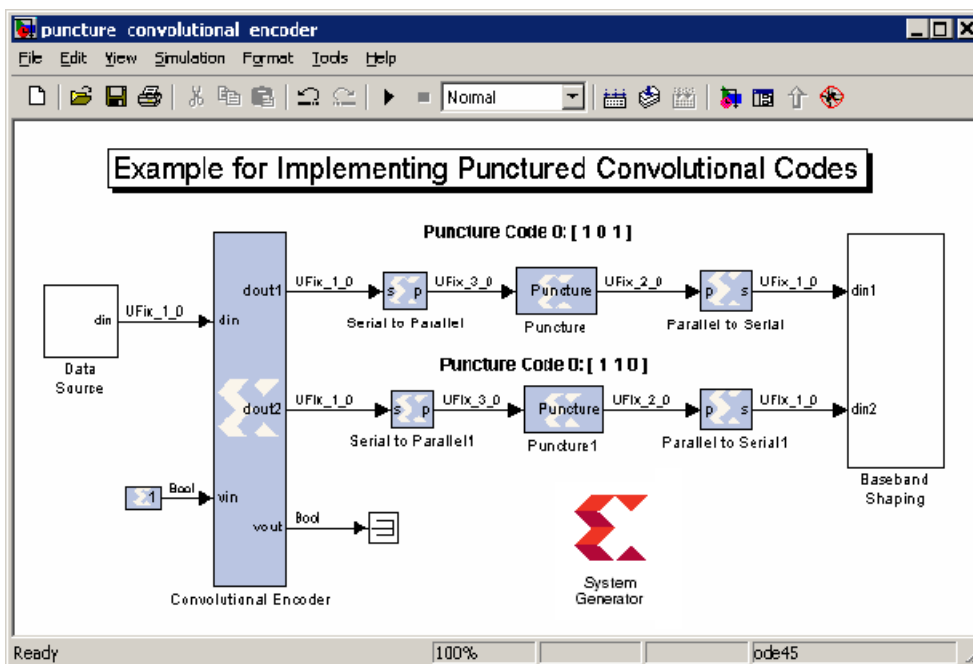 puncture convolutional encoder
File Edit View Simulation Format Tools Help
Normal
Example for Implementing Punctured Convolutional Codes
Puncture Code 0: [ 1 0 1 ]
dout1 UFix_1_0 s p UFix_3_0 Puncture UFix_2_0 p s UFix_1_0 din1
din UFix_1_0 din
Serial to Parallel Puncture Parallel to Serial
Data
Source
Puncture Code 0: [ 1 1 0 ]
dout2 UFix_1_0 s p UFix_3_0 Puncture UFix_2_0 p s UFix_1_0 din2
Serial to Parallel1 Puncture1 Parallel to Serial1
Baseband
Shaping
1 Bool vin
vout Bool
System
Generator
Convolutional Encoder
Ready 100% ode45